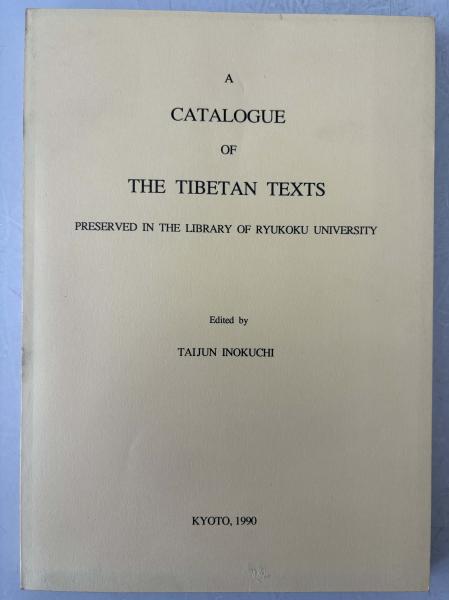 A
CATALOGUE
OF
THE TIBETAN TEXTS
PRESERVED IN THE LIBRARY OF RYUKOKU UNIVERSITY
Edited by
TAIJUN INOKUCHI
KYOTO, 1990